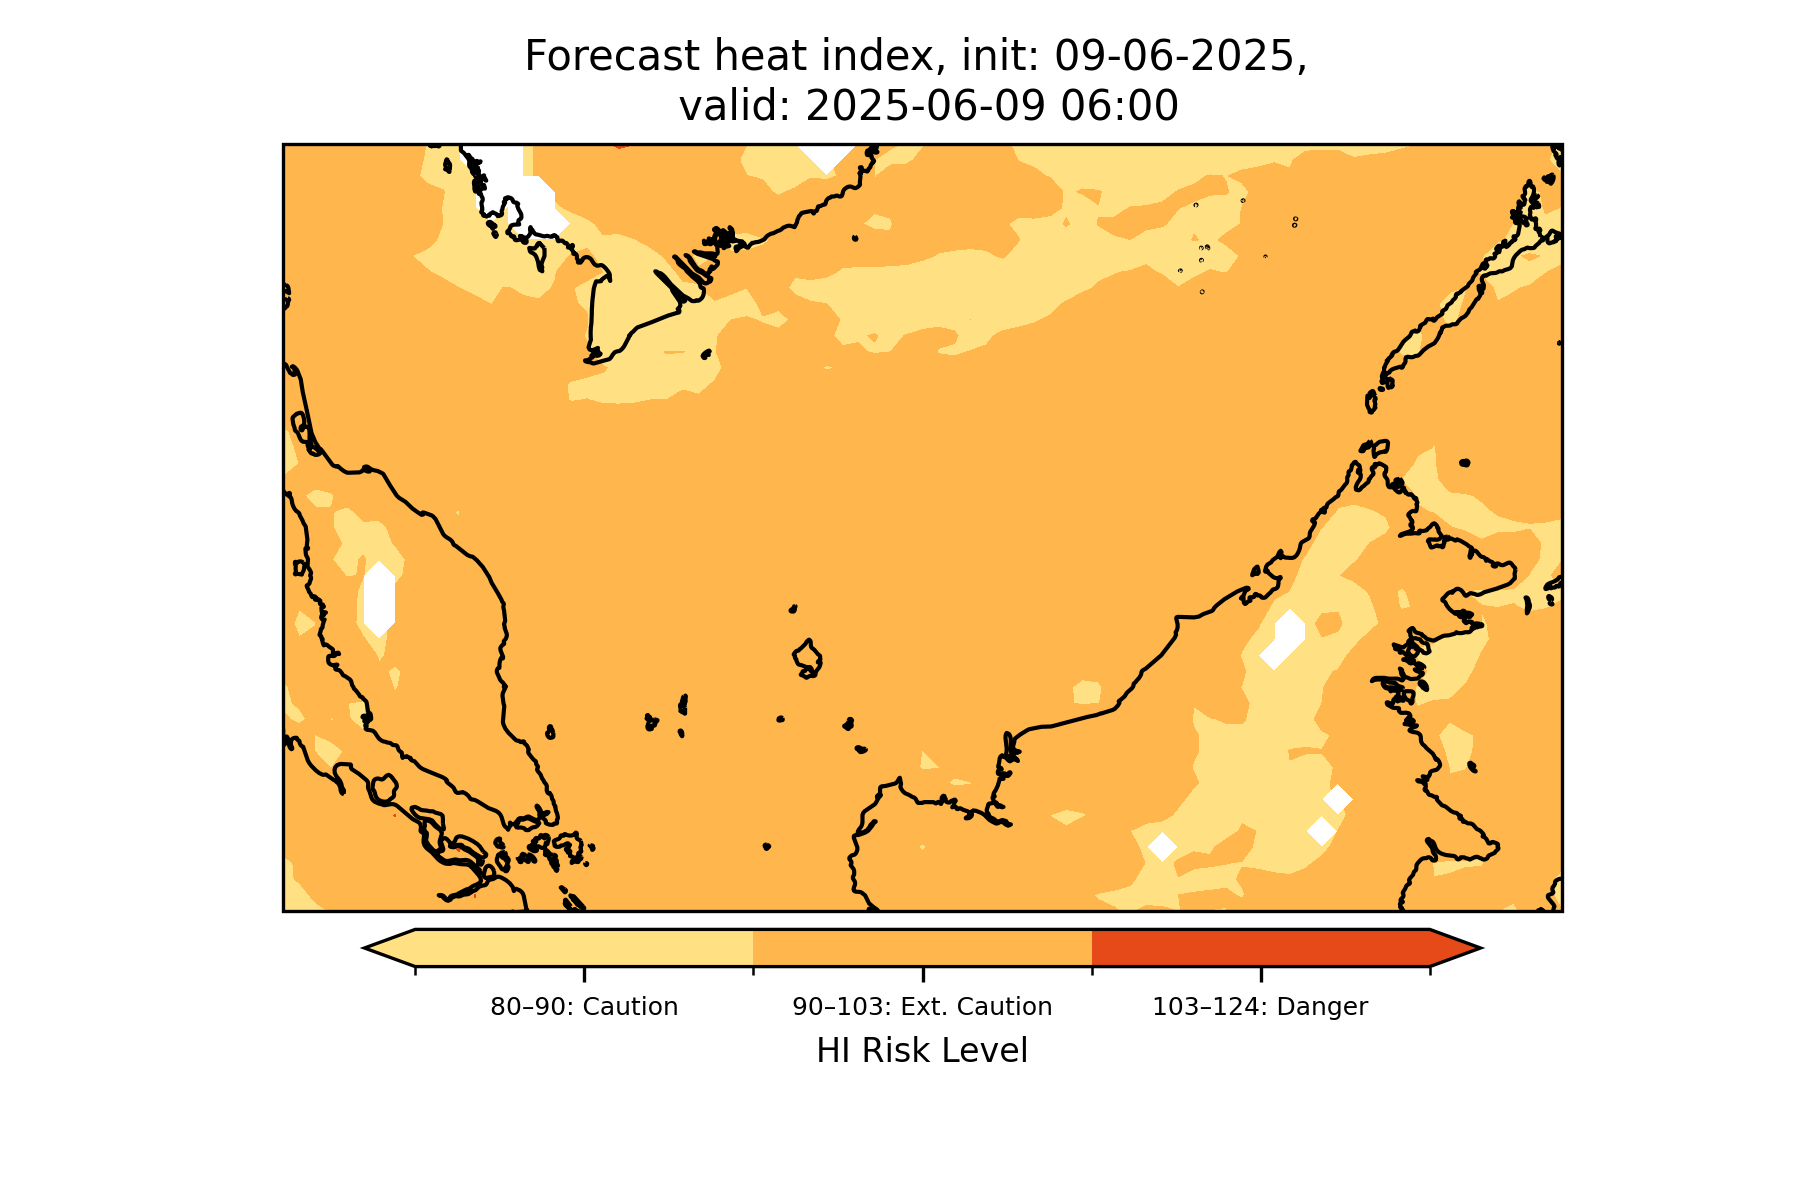 Forecast heat index, init: 09-06-2025,
valid: 2025-06-09 06:00
80–90: Caution
90–103: Ext. Caution
103–124: Danger
HI Risk Level